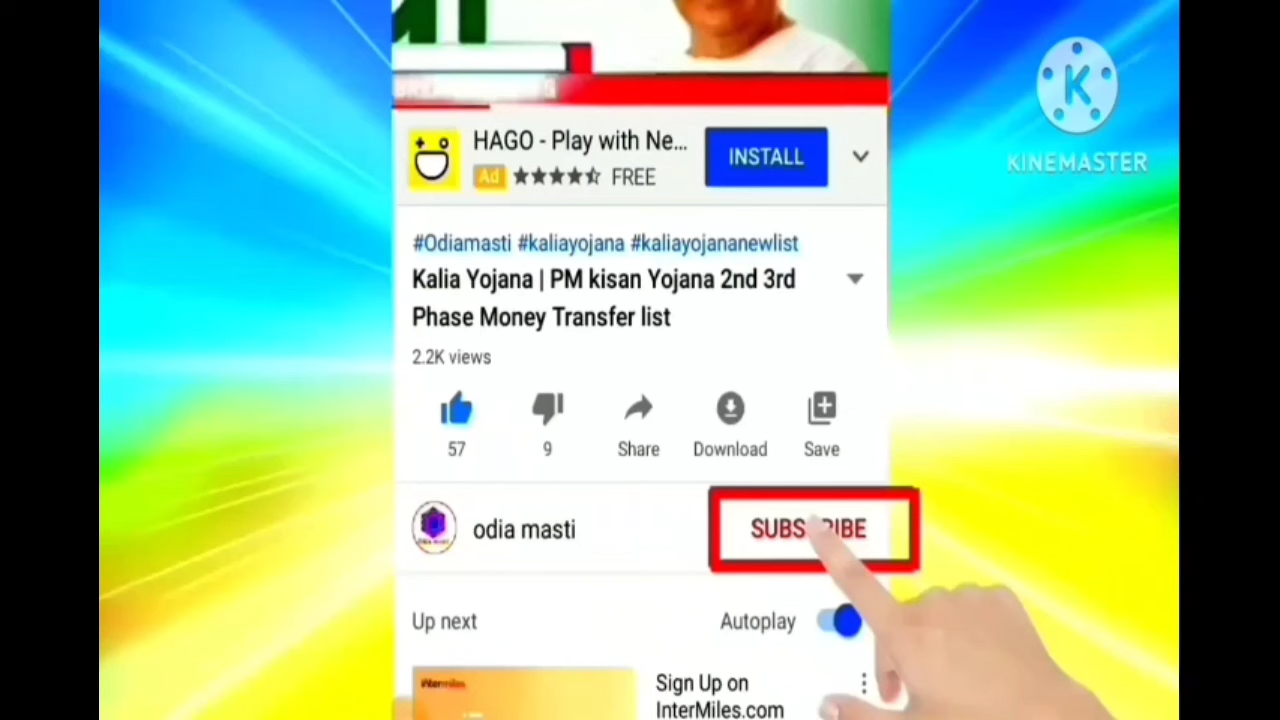 HAGO - Play with Ne...
INSTALL
Ad
FREE
KINEMASTER
#Odiamasti #kaliayojana #kaliayojananewlist
Kalia Yojana | PM kisan Yojana 2nd 3rd
Phase Money Transfer list
2.2K views
57
9
Share
Download
Save
odia masti
SUBSCRIBE
Up next
Autoplay
intermiles
Sign Up on
InterMiles.com